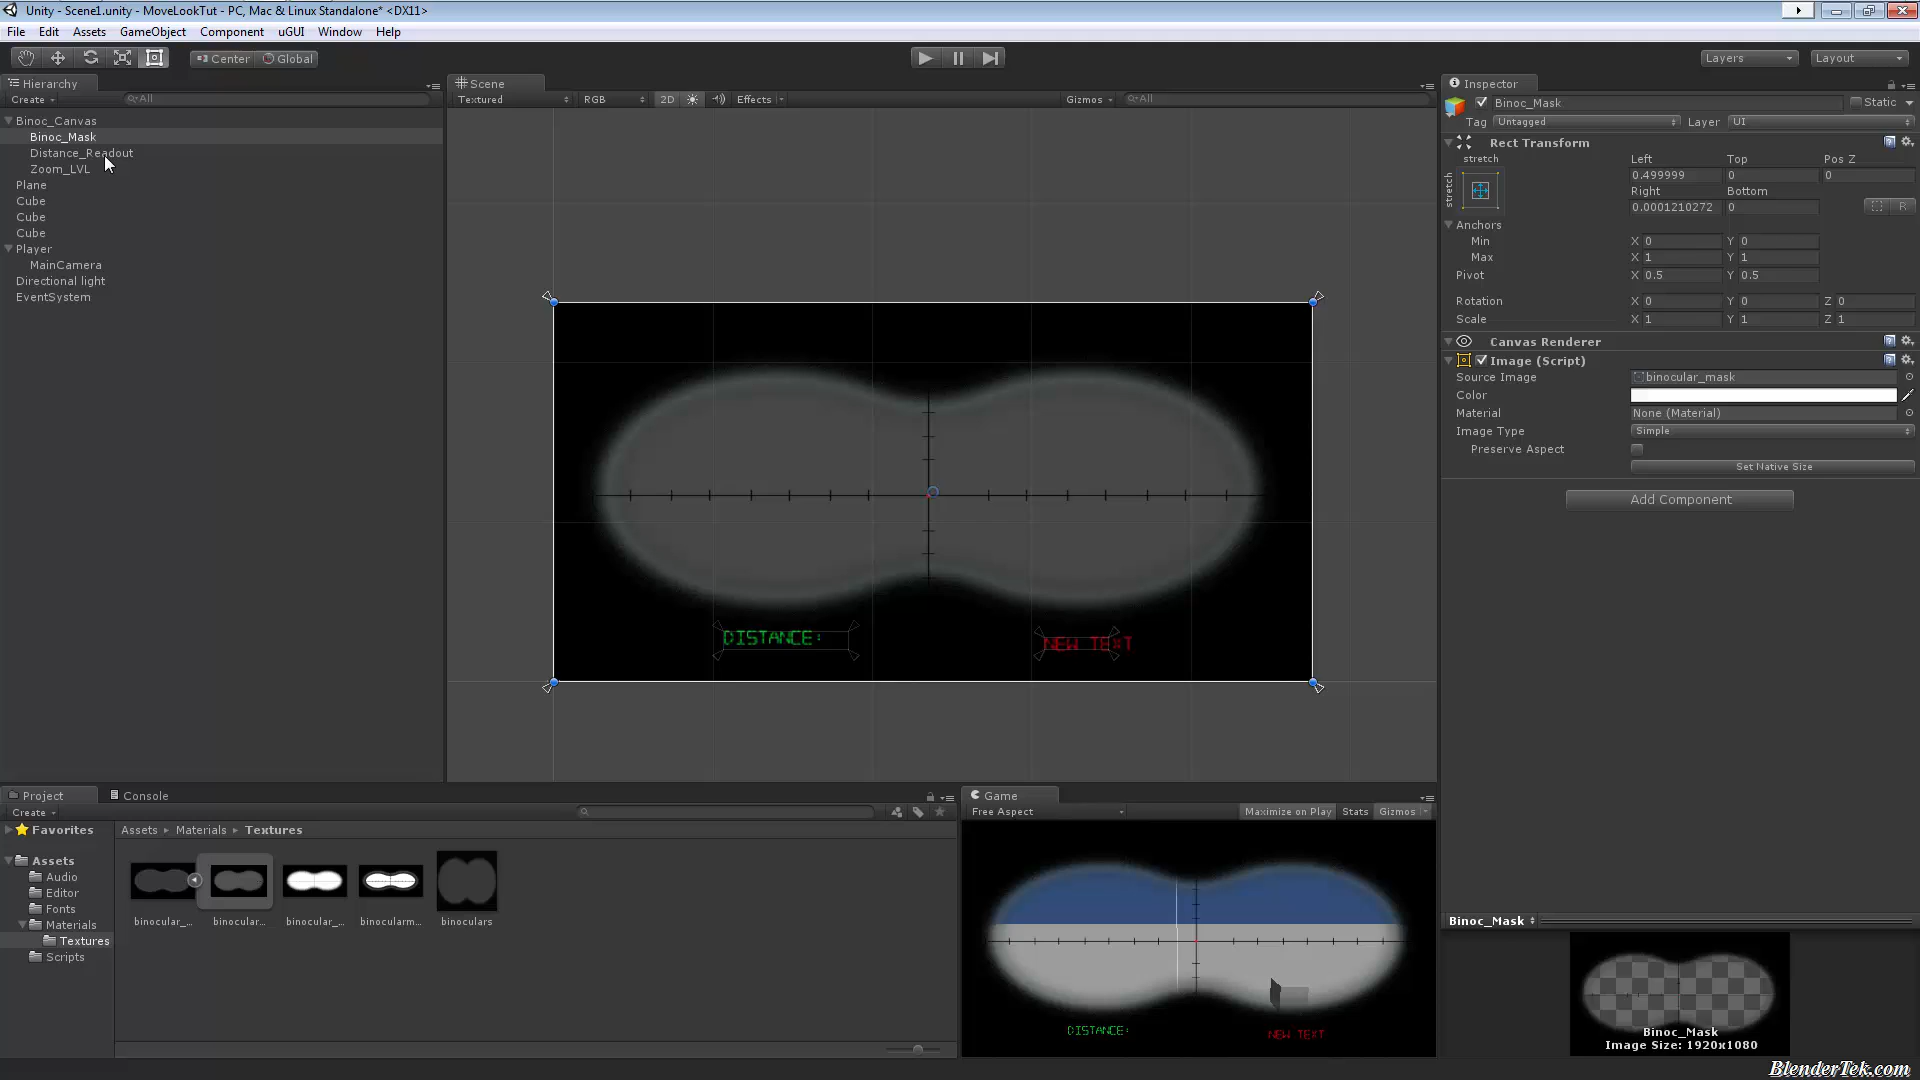 Unity - Scene1.unity - MoveLookTut - PC, Mac & Linux Standalone* <DX11>
File Edit Assets GameObject Component uGUI Window Help
Center Global Layers Layout
Hierarchy
Create All
Binoc_Canvas
Binoc_Mask
Distance_Readout
Zoom_LVL
Plane
Cube
Cube
Cube
Player
MainCamera
Directional light
EventSystem
Scene
Textured RGB 2D Effects Gizmos All
DISTANCE:
NEW TEXT
Inspector
Binoc_Mask Static
Tag Untagged Layer UI
Rect Transform
stretch Left Top Pos Z
stretch
0.499999 0 0
Right Bottom
0.0001210272 0 R
Anchors
Min X 0 Y 0
Max X 1 Y 1
Pivot X 0.5 Y 0.5
Rotation X 0 Y 0 Z 0
Scale X 1 Y 1 Z 1
Canvas Renderer
Image (Script)
Source Image binocular_mask
Color
Material None (Material)
Image Type Simple
Preserve Aspect
Set Native Size
Add Component
Project Console
Create
Favorites
Assets
Audio
Editor
Fonts
Materials
Textures
Scripts
Assets Materials Textures
binocular_... binocular... binocular_... binocularm... binoculars
Game
Free Aspect Maximize on Play Stats Gizmos
DISTANCE:
NEW TEXT
Binoc_Mask
Binoc_Mask
Image Size: 1920x1080
BlenderTek.com